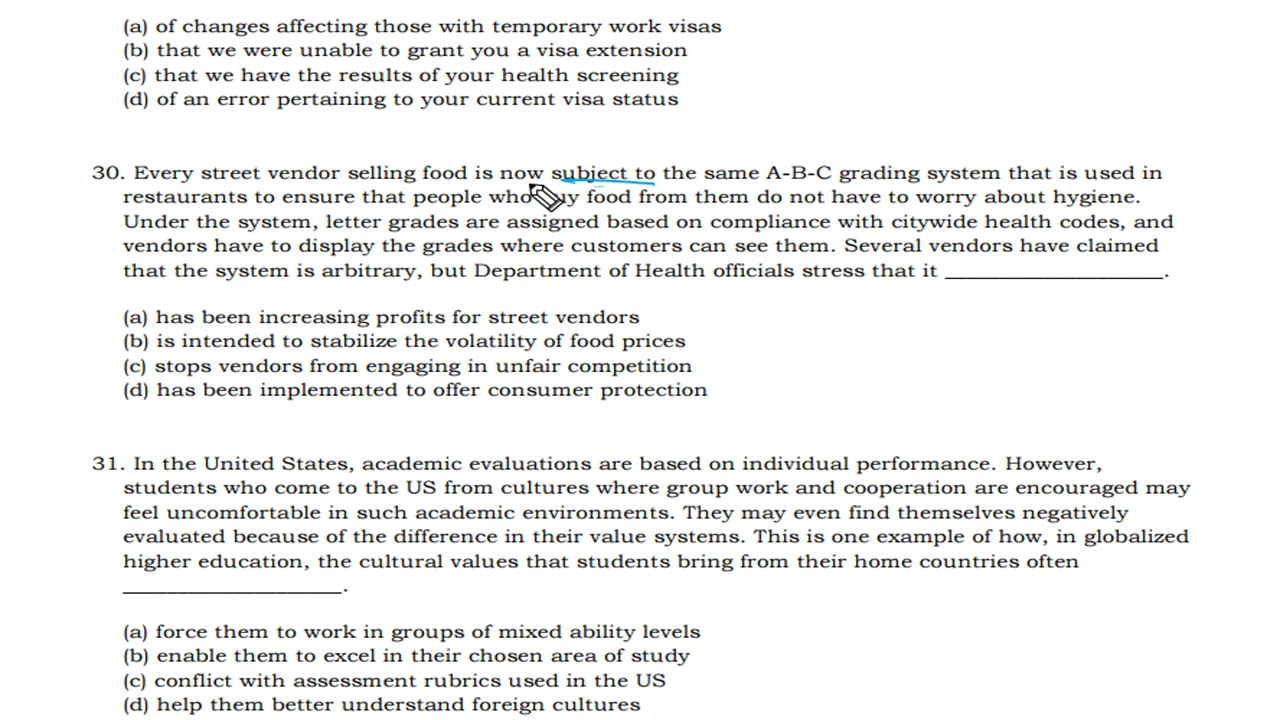 (a) of changes affecting those with temporary work visas
(b) that we were unable to grant you a visa extension
(c) that we have the results of your health screening
(d) of an error pertaining to your current visa status
30. Every street vendor selling food is now subject to the same A-B-C grading system that is used in
restaurants to ensure that people who buy food from them do not have to worry about hygiene.
Under the system, letter grades are assigned based on compliance with citywide health codes, and
vendors have to display the grades where customers can see them. Several vendors have claimed
that the system is arbitrary, but Department of Health officials stress that it ____________________.
(a) has been increasing profits for street vendors
(b) is intended to stabilize the volatility of food prices
(c) stops vendors from engaging in unfair competition
(d) has been implemented to offer consumer protection
31. In the United States, academic evaluations are based on individual performance. However,
students who come to the US from cultures where group work and cooperation are encouraged may
feel uncomfortable in such academic environments. They may even find themselves negatively
evaluated because of the difference in their value systems. This is one example of how, in globalized
higher education, the cultural values that students bring from their home countries often
____________________.
(a) force them to work in groups of mixed ability levels
(b) enable them to excel in their chosen area of study
(c) conflict with assessment rubrics used in the US
(d) help them better understand foreign cultures